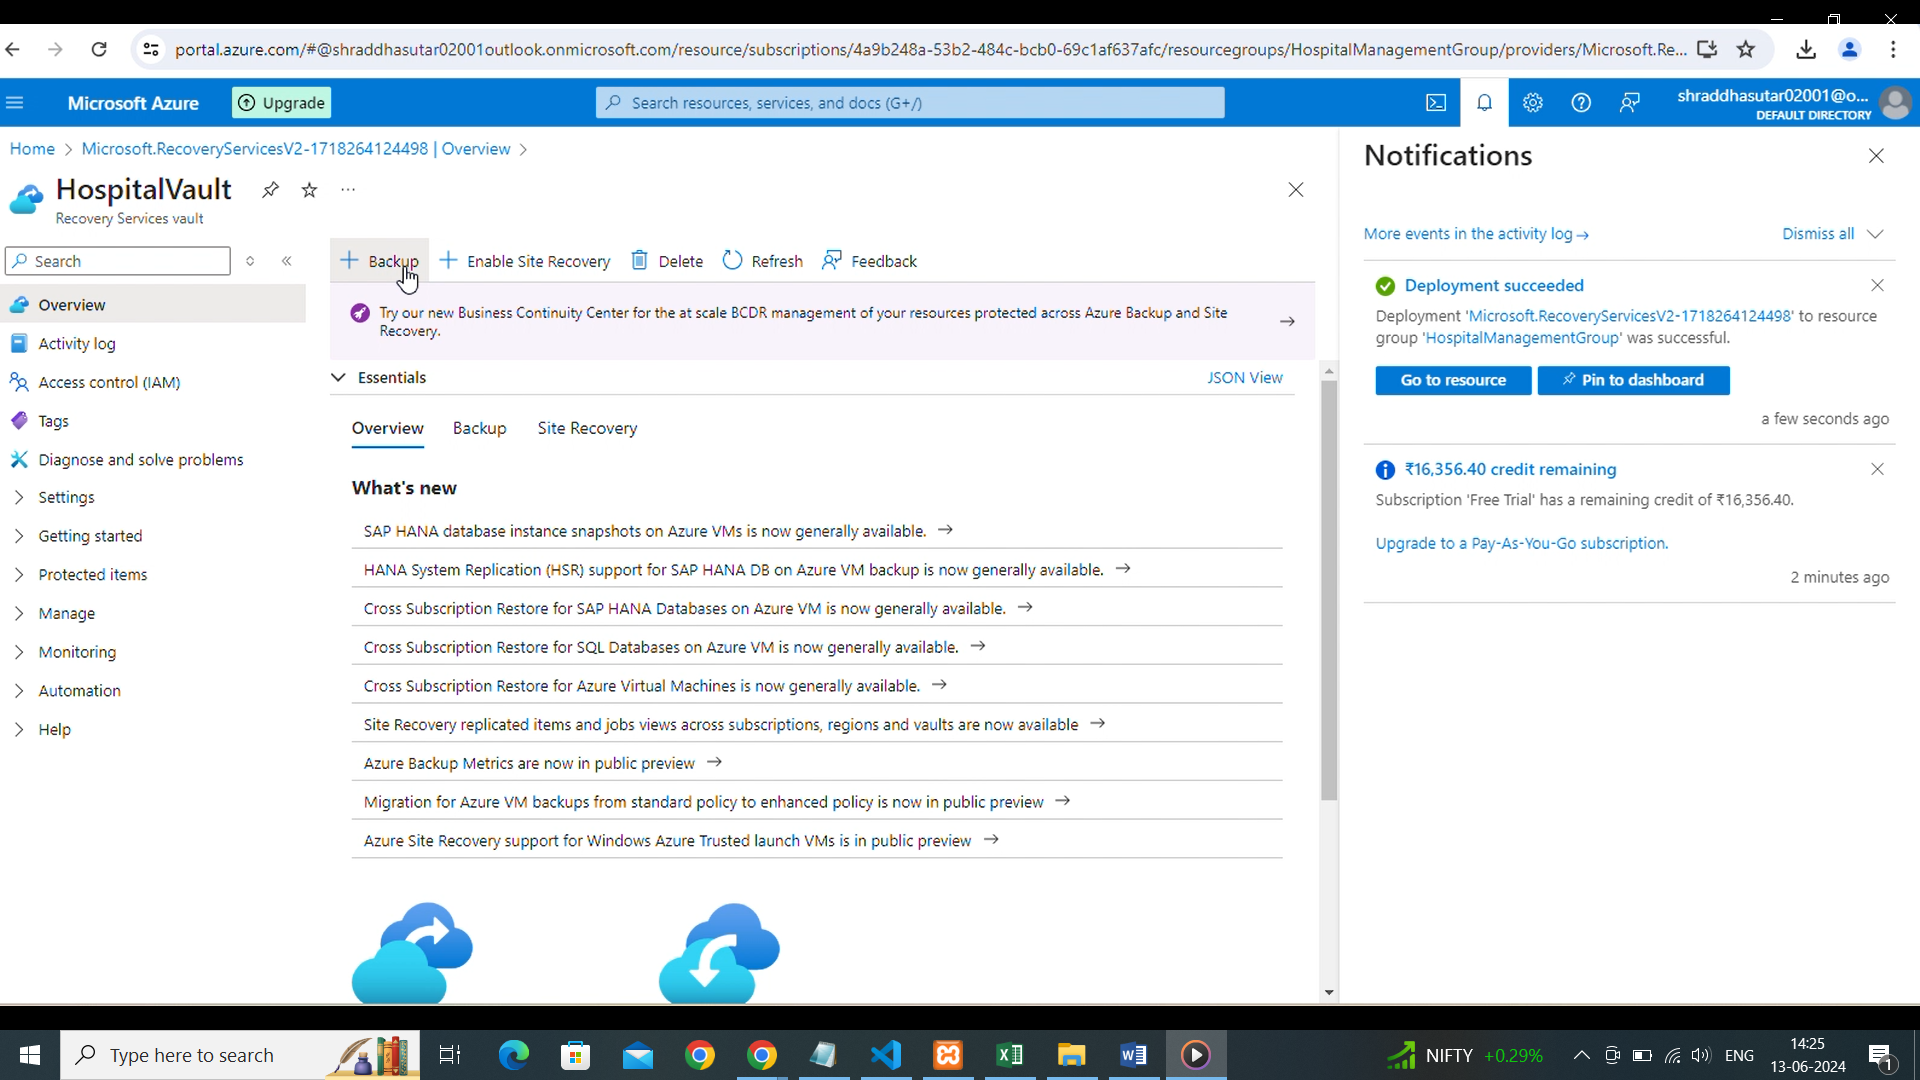 portal.azure.com/#@shraddhasutar02001outlook.onmicrosoft.com/resource/subscriptions/4a9b248a-53b2-484c-bcb0-69c1af637afc/resourcegroups/HospitalManagementGroup/providers/Microsoft.Re...
Microsoft Azure
Upgrade
Search resources, services, and docs (G+/)
shraddhasutar02001@o...
DEFAULT DIRECTORY
Home > Microsoft.RecoveryServicesV2-1718264124498 | Overview >
HospitalVault
Recovery Services vault
Search
Overview
Activity log
Access control (IAM)
Tags
Diagnose and solve problems
Settings
Getting started
Protected items
Manage
Monitoring
Automation
Help
Backup
Enable Site Recovery
Delete
Refresh
Feedback
Try our new Business Continuity Center for the at scale BCDR management of your resources protected across Azure Backup and Site
Recovery.
Essentials
JSON View
Overview
Backup
Site Recovery
What's new
SAP HANA database instance snapshots on Azure VMs is now generally available. →
HANA System Replication (HSR) support for SAP HANA DB on Azure VM backup is now generally available. →
Cross Subscription Restore for SAP HANA Databases on Azure VM is now generally available. →
Cross Subscription Restore for SQL Databases on Azure VM is now generally available. →
Cross Subscription Restore for Azure Virtual Machines is now generally available. →
Site Recovery replicated items and jobs views across subscriptions, regions and vaults are now available →
Azure Backup Metrics are now in public preview →
Migration for Azure VM backups from standard policy to enhanced policy is now in public preview →
Azure Site Recovery support for Windows Azure Trusted launch VMs is in public preview →
Notifications
More events in the activity log →
Dismiss all
Deployment succeeded
Deployment 'Microsoft.RecoveryServicesV2-1718264124498' to resource
group 'HospitalManagementGroup' was successful.
Go to resource
Pin to dashboard
a few seconds ago
₹16,356.40 credit remaining
Subscription 'Free Trial' has a remaining credit of ₹16,356.40.
Upgrade to a Pay-As-You-Go subscription.
2 minutes ago
Type here to search
NIFTY +0.29%
ENG
14:25
13-06-2024
1